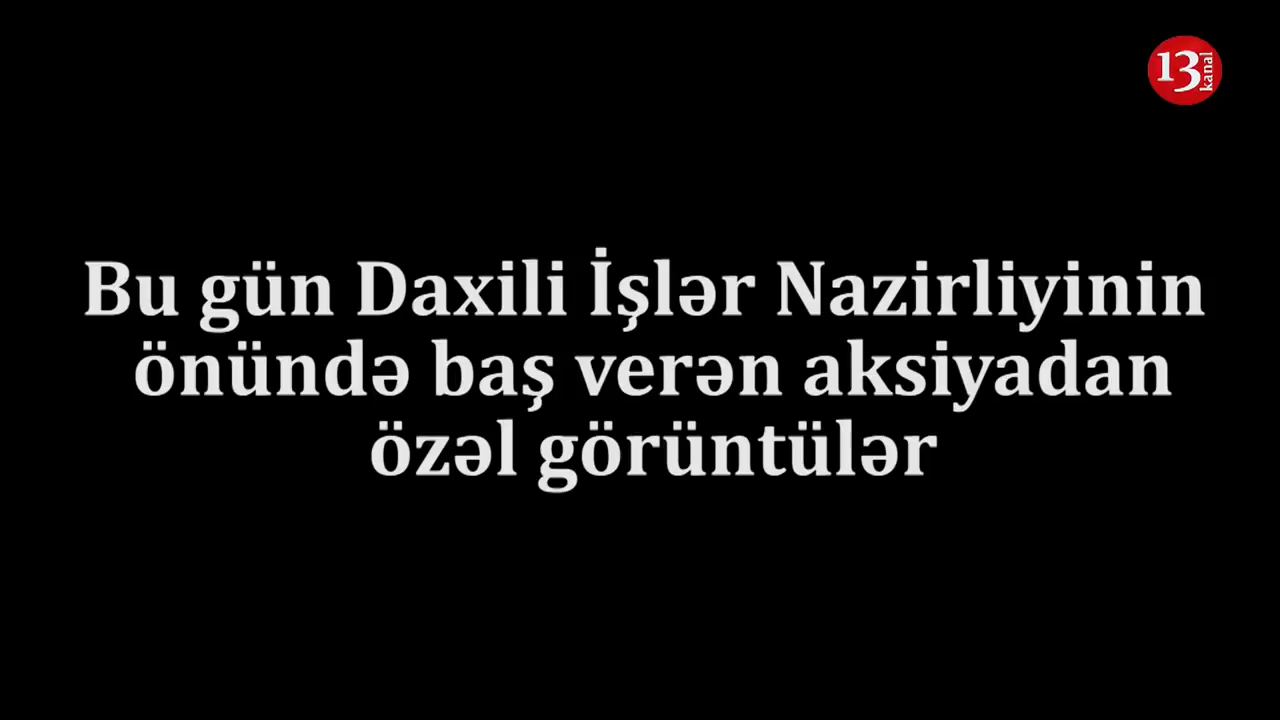 13 kanal
Bu gün Daxili İşlər Nazirliyinin
önündə baş verən aksiyadan
özəl görüntülər